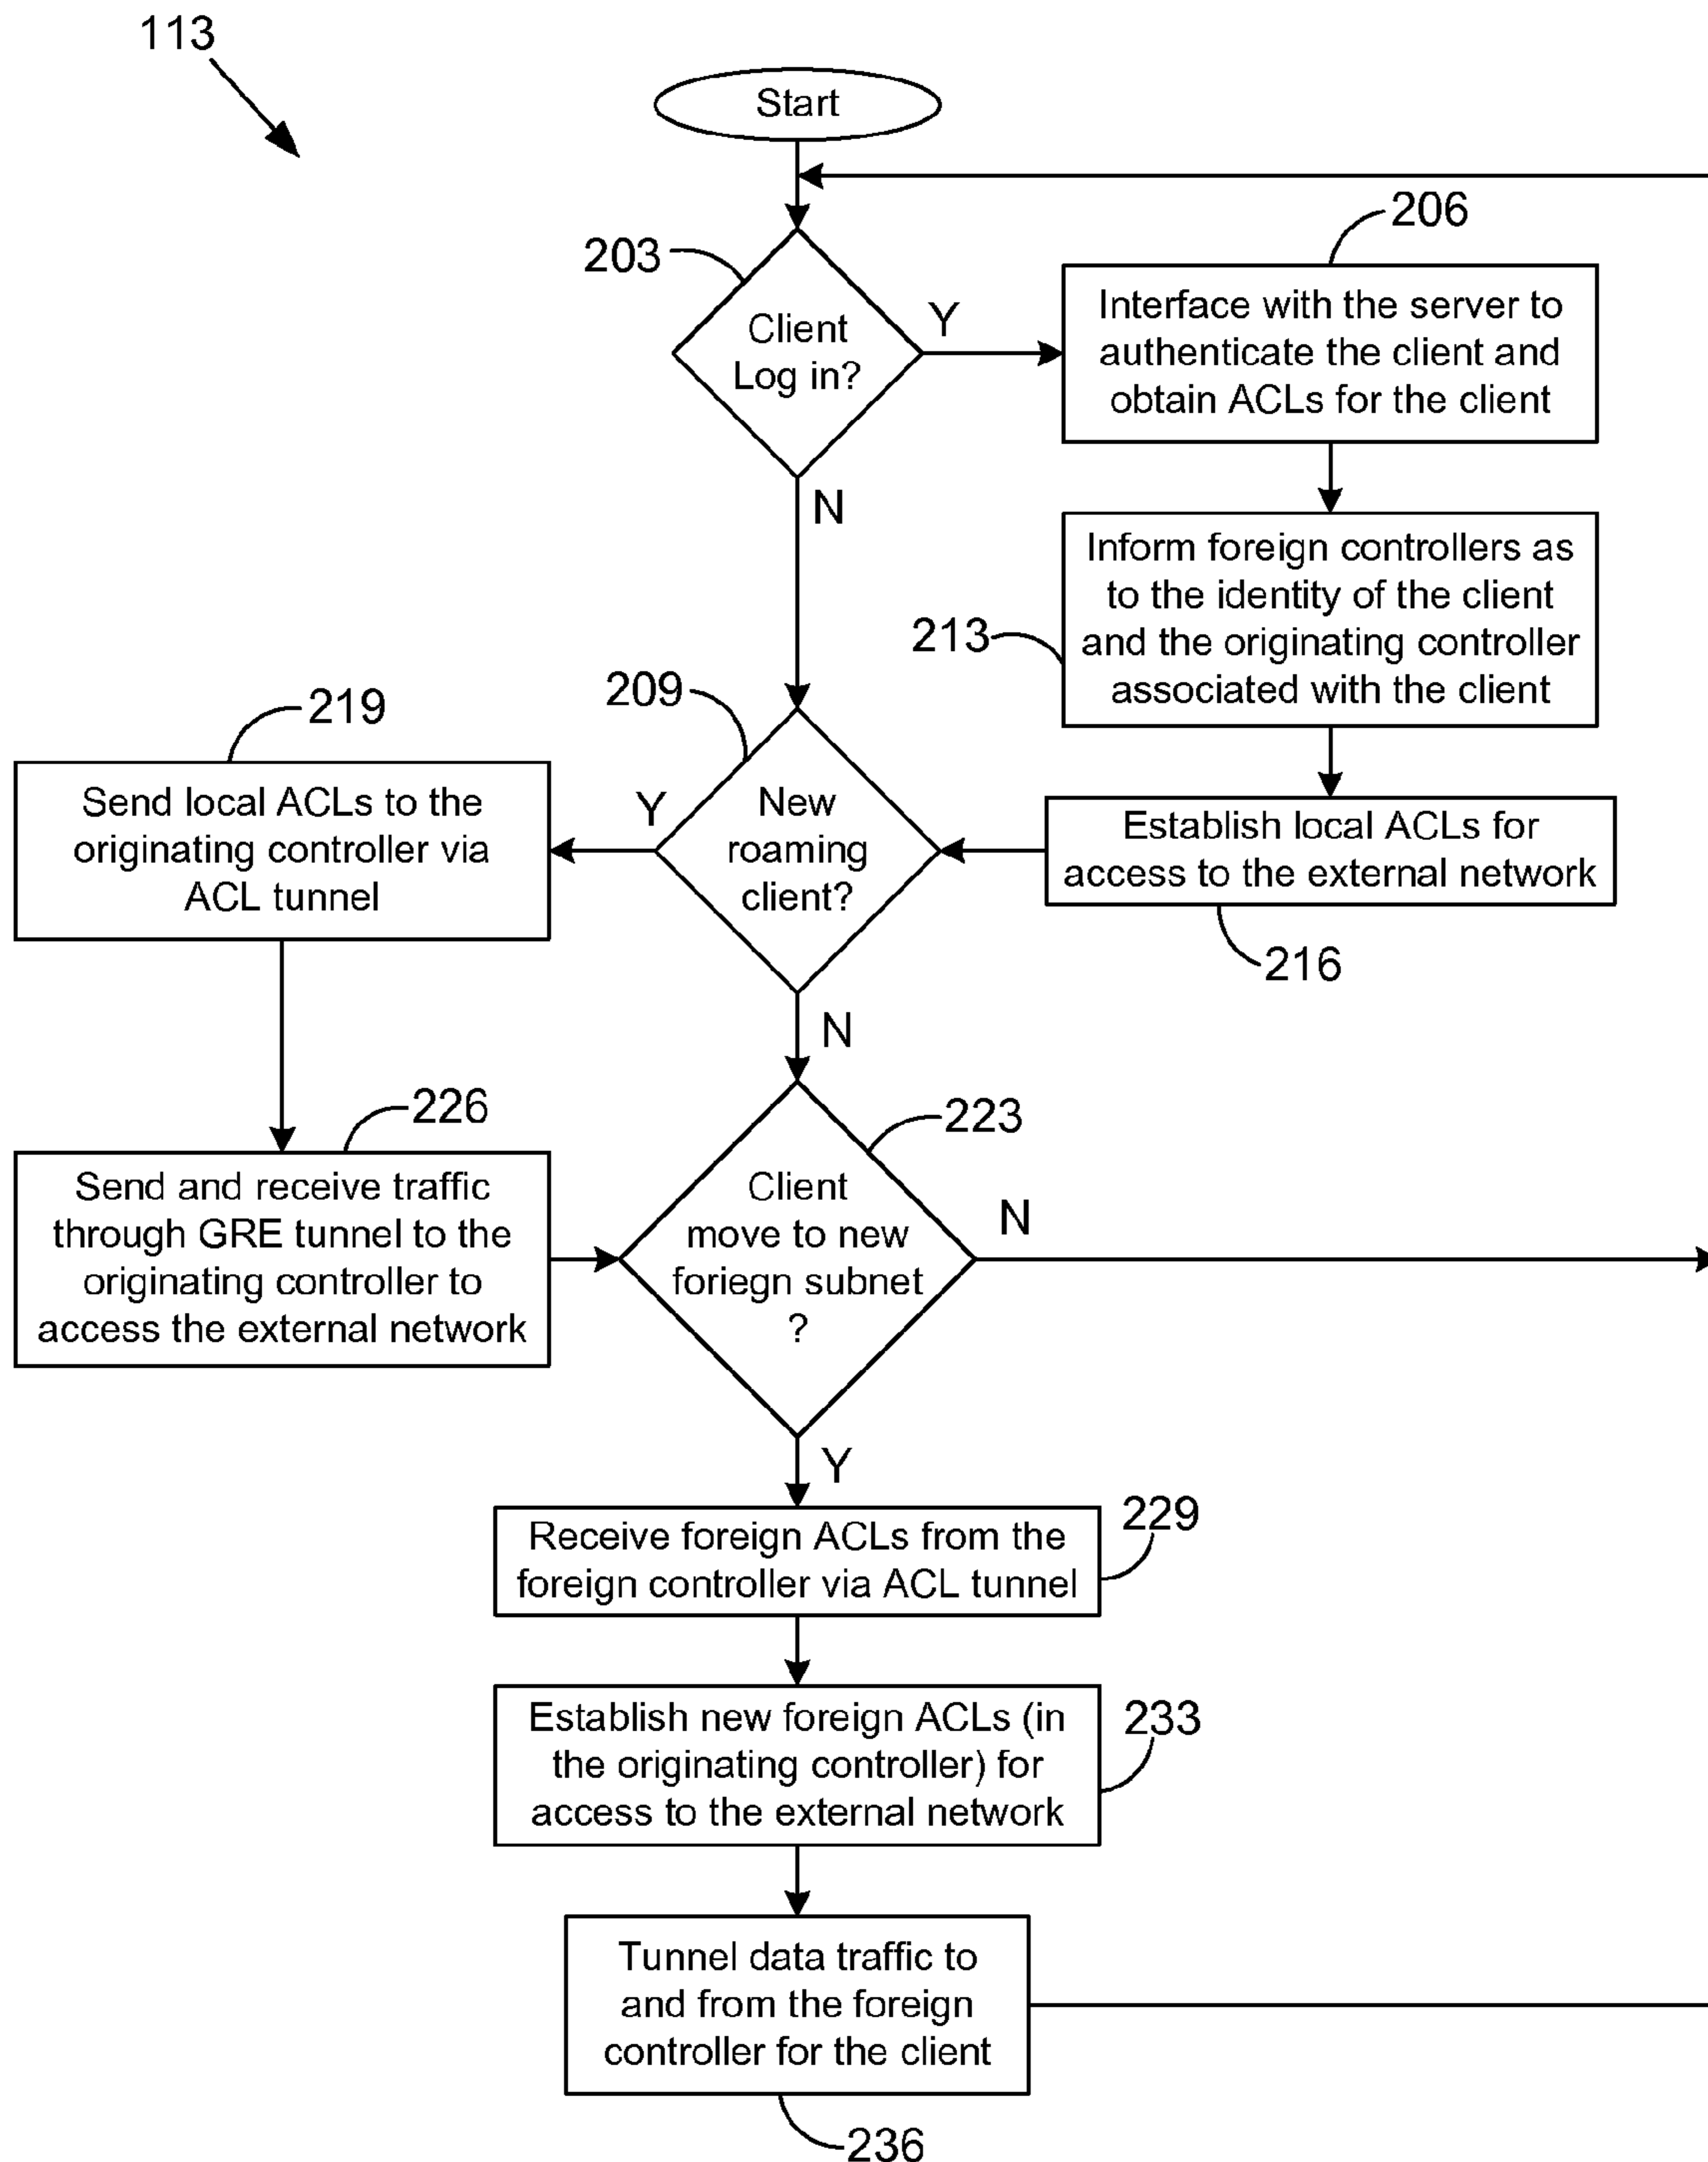 113
Start
206
203
Client
Log in?
Y
Interface with the server to
authenticate the client and
obtain ACLs for the client
N
Inform foreign controllers as
to the identity of the client
and the originating controller
associated with the client
213
209
219
Send local ACLs to the
originating controller via
ACL tunnel
Y
New
roaming
client?
Establish local ACLs for
access to the external network
216
N
226
223
Send and receive traffic
through GRE tunnel to the
originating controller to
access the external network
Client
move to new
foriegn subnet
?
N
Y
Receive foreign ACLs from the
foreign controller via ACL tunnel
229
Establish new foreign ACLs (in
the originating controller) for
access to the external network
233
Tunnel data traffic to
and from the foreign
controller for the client
236